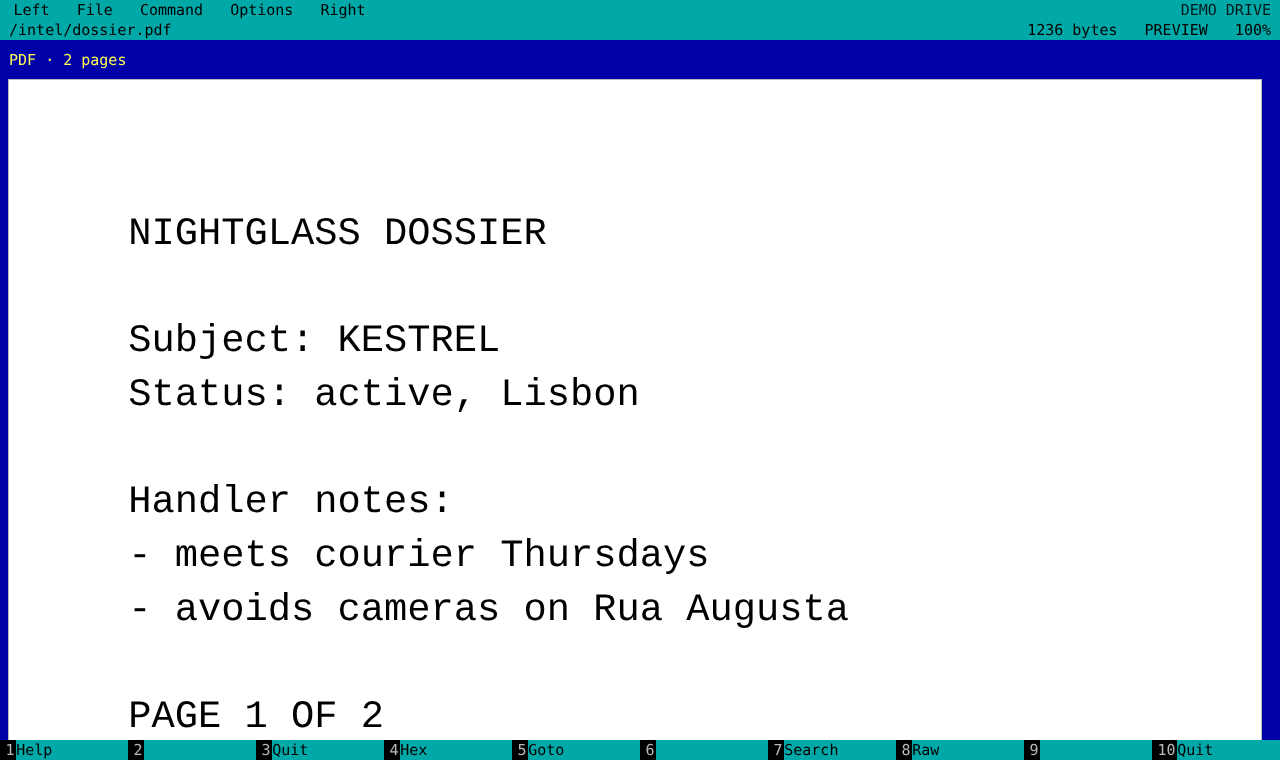 Left File Command Options Right DEMO DRIVE
/intel/dossier.pdf 1236 bytes PREVIEW 100%
PDF · 2 pages
NIGHTGLASS DOSSIER
Subject: KESTREL
Status: active, Lisbon
Handler notes:
- meets courier Thursdays
- avoids cameras on Rua Augusta
PAGE 1 OF 2
1Help 2 3Quit 4Hex 5Goto 6 7Search 8Raw 9 10Quit